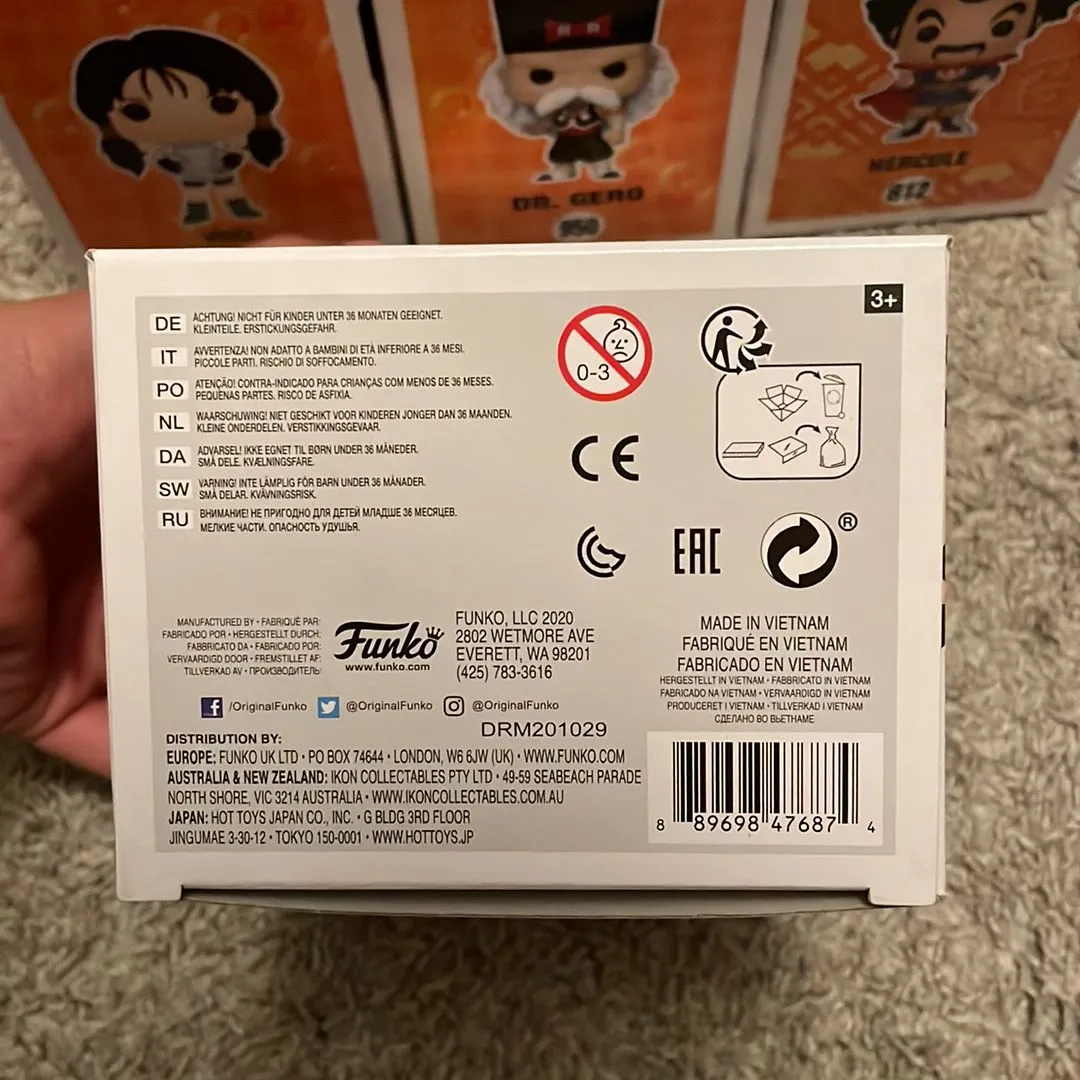 DR. GERO
950
HERCULE
812
3+
DE
ACHTUNG! NICHT FÜR KINDER UNTER 36 MONATEN GEEIGNET.
KLEINTEILE. ERSTICKUNGSGEFAHR.
IT
AVVERTENZA! NON ADATTO A BAMBINI DI ETÀ INFERIORE A 36 MESI.
PICCOLE PARTI. RISCHIO DI SOFFOCAMENTO.
PO
ATENÇÃO! CONTRA-INDICADO PARA CRIANÇAS COM MENOS DE 36 MESES.
PEQUENAS PARTES. RISCO DE ASFIXIA.
NL
WAARSCHUWING! NIET GESCHIKT VOOR KINDEREN JONGER DAN 36 MAANDEN.
KLEINE ONDERDELEN. VERSTIKKINGSGEVAAR.
DA
ADVARSEL! IKKE EGNET TIL BØRN UNDER 36 MÅNEDER.
SMÅ DELE. KVÆLNINGSFARE.
SW
VARNING! INTE LÄMPLIG FÖR BARN UNDER 36 MÅNADER.
SMÅ DELAR. KVÄVNINGSRISK.
RU
ВНИМАНИЕ! НЕ ПРИГОДНО ДЛЯ ДЕТЕЙ МЛАДШЕ 36 МЕСЯЦЕВ.
МЕЛКИЕ ЧАСТИ. ОПАСНОСТЬ УДУШЬЯ.
0-3
CE
EAC
®
MANUFACTURED BY • FABRIQUÉ PAR:
FABRICADO POR • HERGESTELLT DURCH:
FABBRICATO DA • FABRICADO POR:
VERVAARDIGD DOOR • FREMSTILLET AF:
TILLVERKAD AV • ПРОИЗВОДИТЕЛЬ:
Funko
www.funko.com
FUNKO, LLC 2020
2802 WETMORE AVE
EVERETT, WA 98201
(425) 783-3616
/OriginalFunko @OriginalFunko @OriginalFunko
DRM201029
MADE IN VIETNAM
FABRIQUÉ EN VIETNAM
FABRICADO EN VIETNAM
HERGESTELLT IN VIETNAM • FABBRICATO IN VIETNAM
FABRICADO NA VIETNAM • VERVAARDIGD IN VIETNAM
PRODUCERET I VIETNAM • TILLVERKAD I VIETNAM
СДЕЛАНО ВО ВЬЕТНАМЕ
DISTRIBUTION BY:
EUROPE: FUNKO UK LTD • PO BOX 74644 • LONDON, W6 6JW (UK) • WWW.FUNKO.COM
AUSTRALIA & NEW ZEALAND: IKON COLLECTABLES PTY LTD • 49-59 SEABEACH PARADE
NORTH SHORE, VIC 3214 AUSTRALIA • WWW.IKONCOLLECTABLES.COM.AU
JAPAN: HOT TOYS JAPAN CO., INC. • G BLDG 3RD FLOOR
JINGUMAE 3-30-12 • TOKYO 150-0001 • WWW.HOTTOYS.JP
8 89698 47687 4